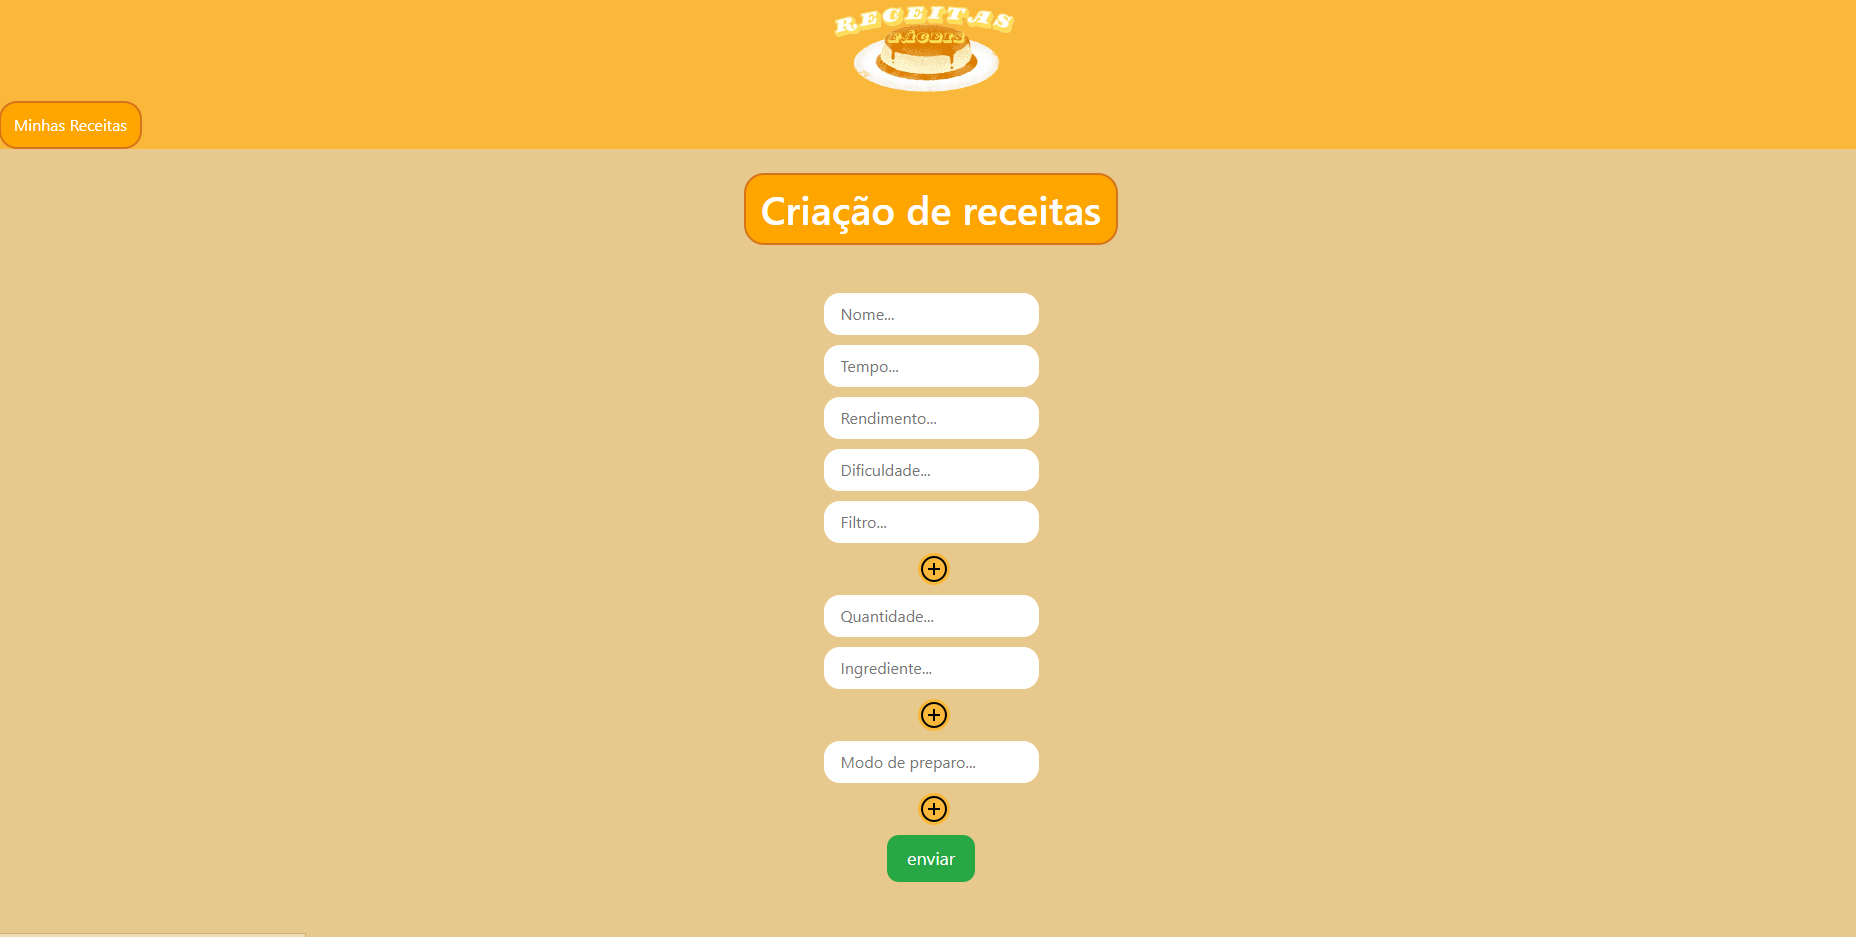 RECEITAS
FÁCEIS
Minhas Receitas
Criação de receitas
Nome...
Tempo...
Rendimento...
Dificuldade...
Filtro...
Quantidade...
Ingrediente...
Modo de preparo...
enviar